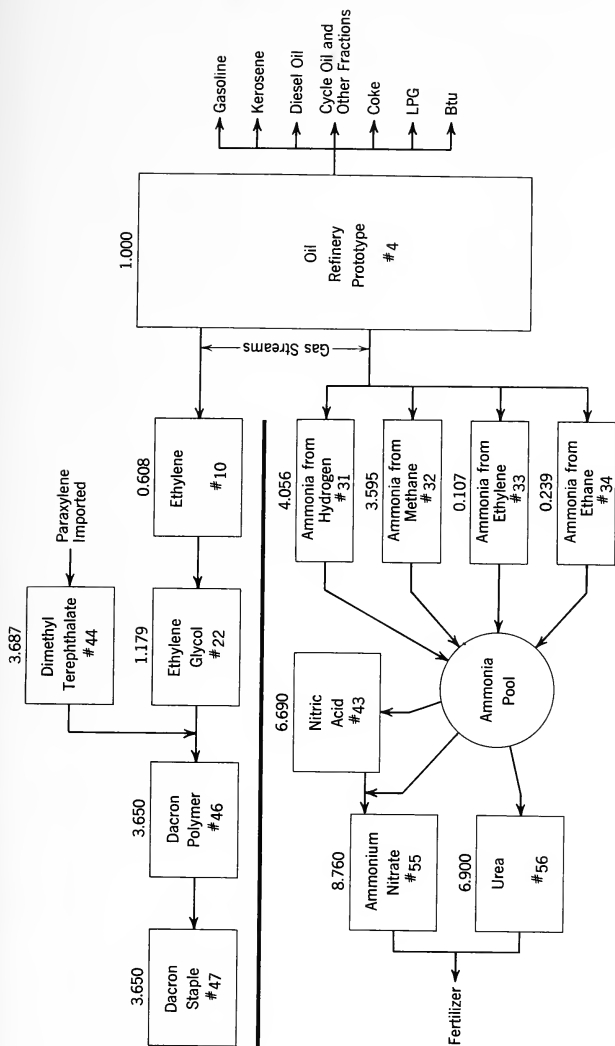 3.650
Dacron
Staple
#47
3.650
Dacron
Polymer
#46
3.687
Dimethyl
Terephthalate
#44
Paraxylene
Imported
1.179
Ethylene
Glycol
#22
0.608
Ethylene
#10
1.000
Oil
Refinery
Prototype
#4
Gas Streams
Gasoline
Kerosene
Diesel Oil
Cycle Oil and
Other Fractions
Coke
LPG
Btu
4.056
Ammonia from
Hydrogen
#31
3.595
Ammonia from
Methane
#32
0.107
Ammonia from
Ethylene
#33
0.239
Ammonia from
Ethane
#34
6.690
Nitric
Acid
#43
Ammonia
Pool
8.760
Ammonium
Nitrate
#55
6.900
Urea
#56
Fertilizer